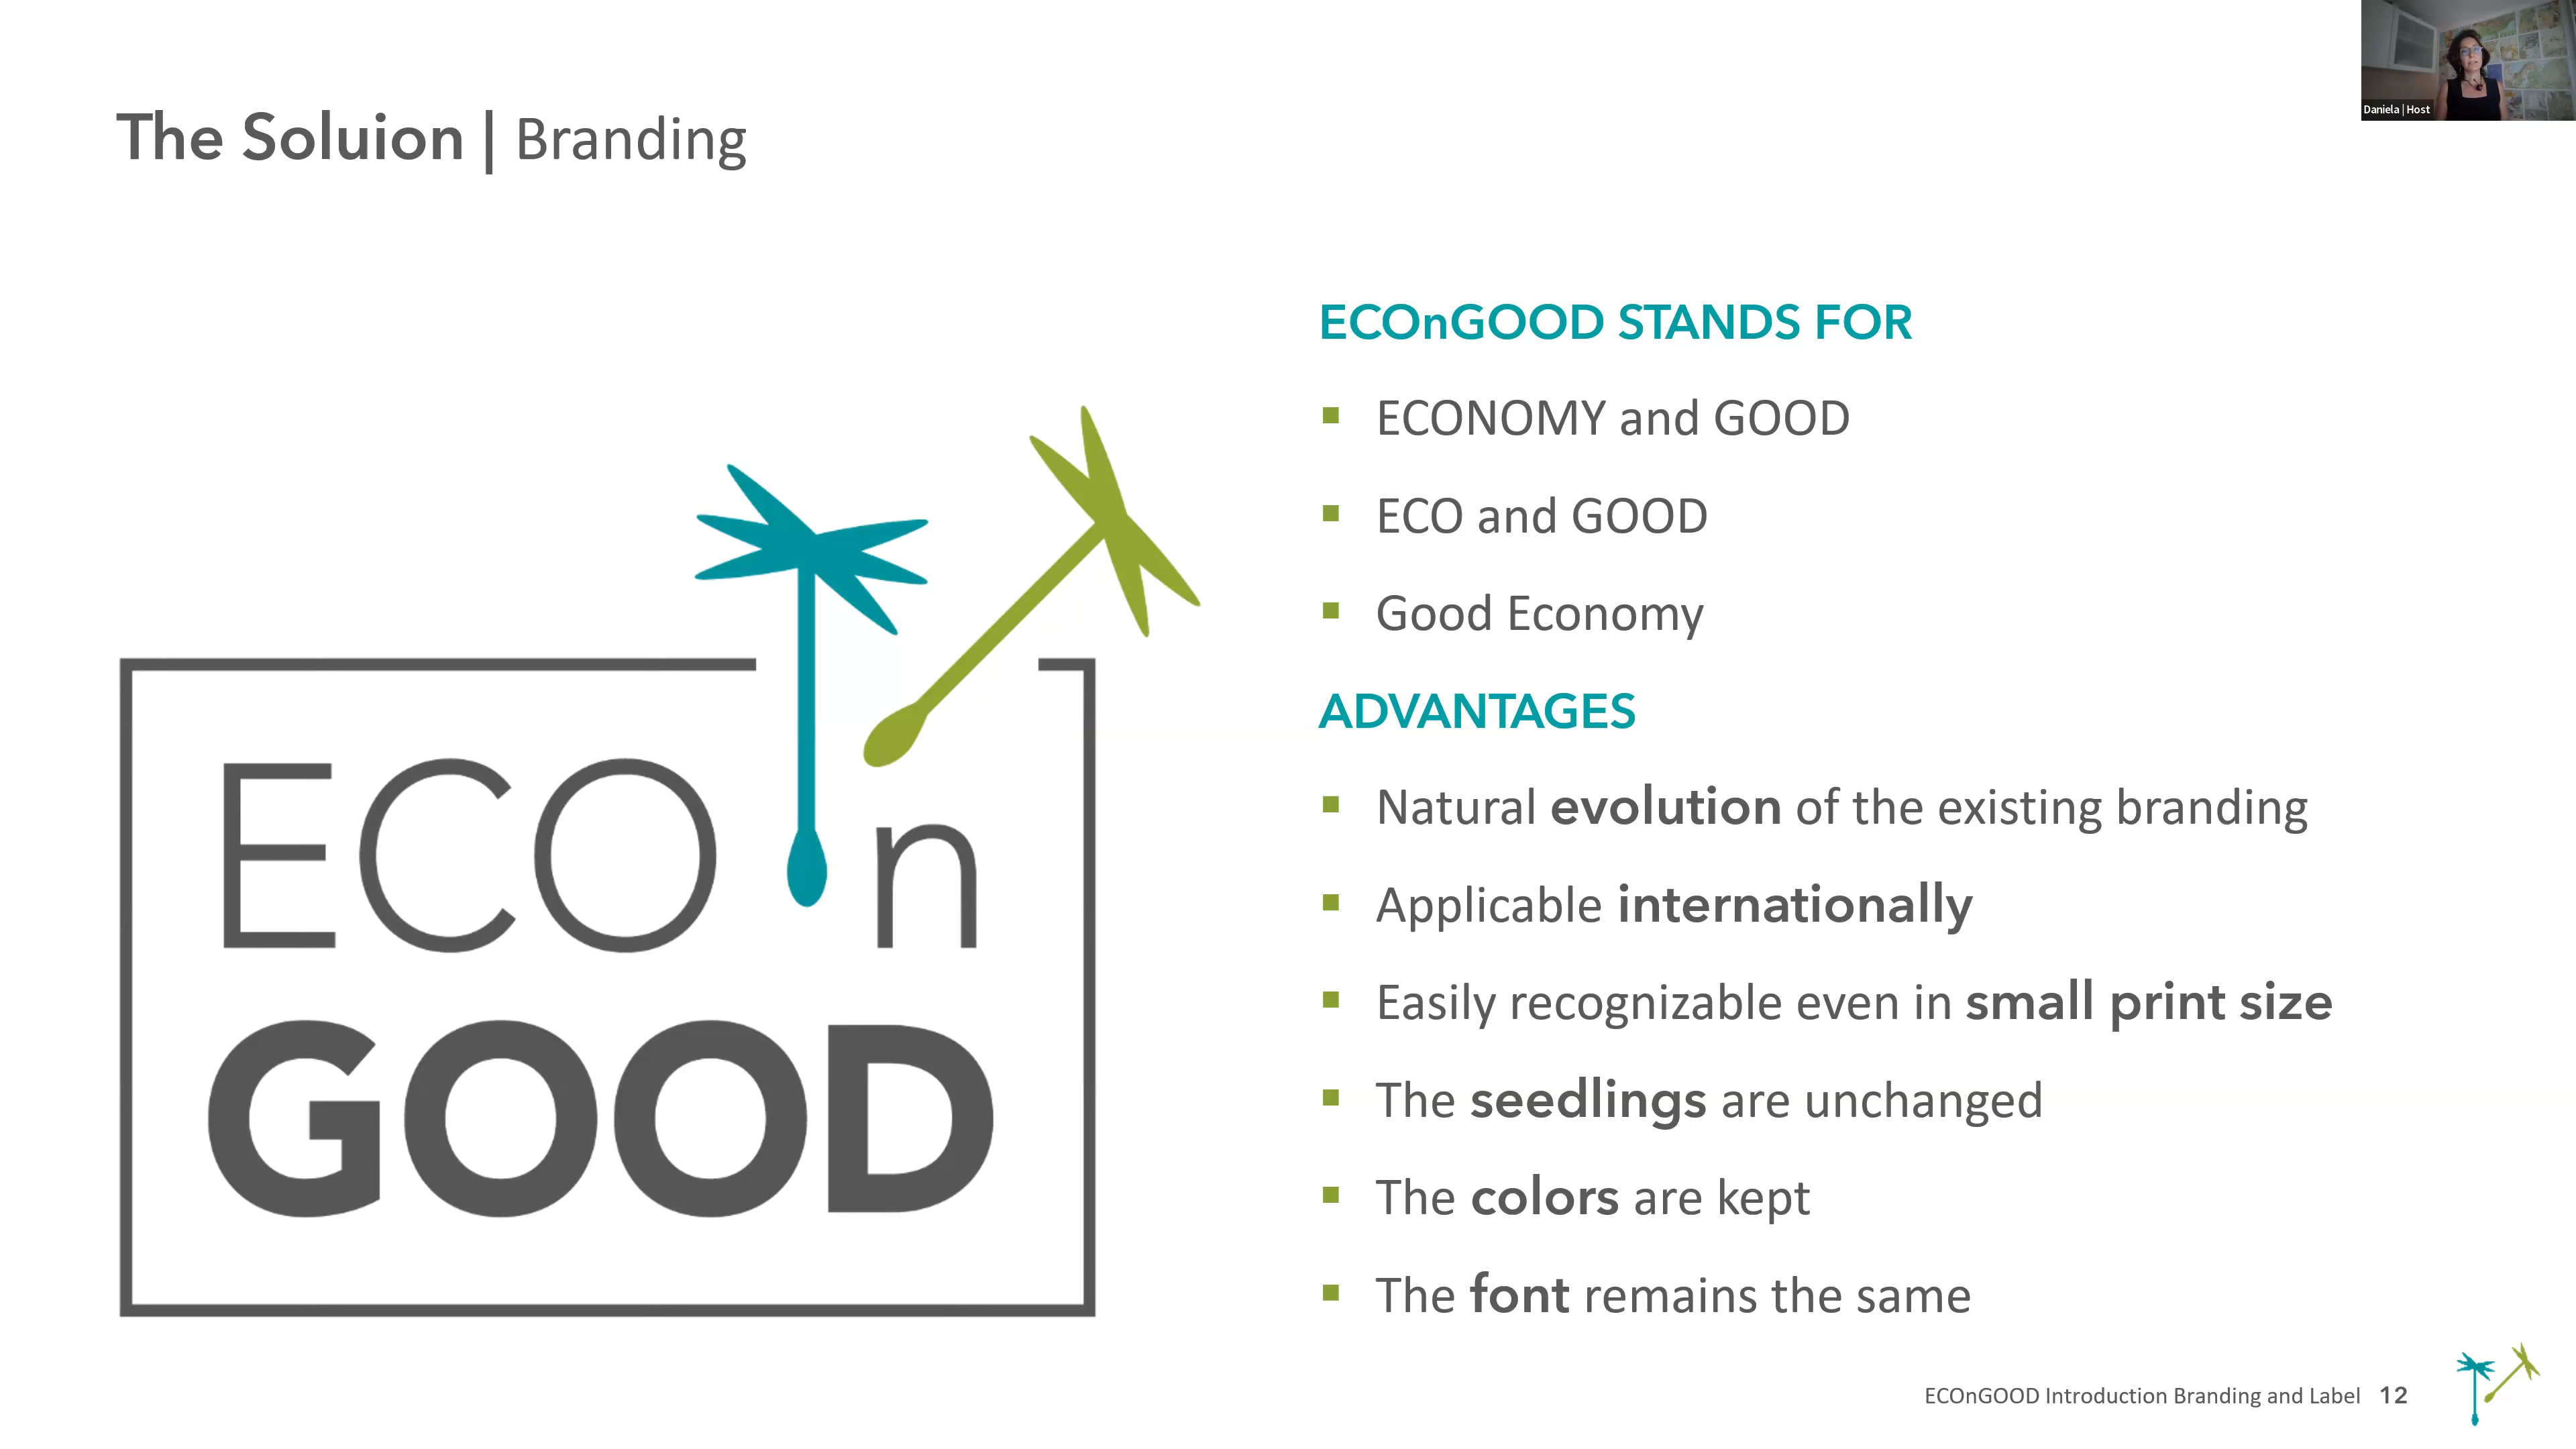 Daniela | Host
The Soluion | Branding
ECOnGOOD STANDS FOR
ECONOMY and GOOD
ECO and GOOD
Good Economy
ADVANTAGES
Natural evolution of the existing branding
Applicable internationally
Easily recognizable even in small print size
The seedlings are unchanged
The colors are kept
The font remains the same
ECO n
GOOD
ECOnGOOD Introduction Branding and Label 12